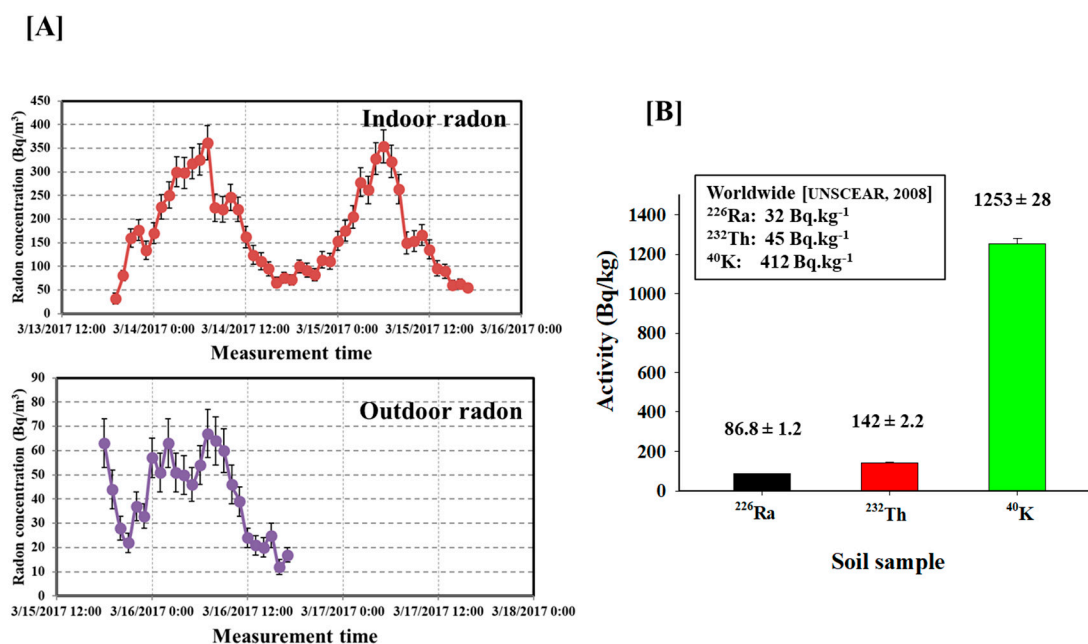 [A]
450
400
350
300
250
200
150
100
50
0
Radon concentration (Bq/m³)
Indoor radon
3/13/2017 12:00 3/14/2017 0:00 3/14/2017 12:00 3/15/2017 0:00 3/15/2017 12:00 3/16/2017 0:00
Measurement time
90
80
70
60
50
40
30
20
10
0
Radon concentration (Bq/m³)
Outdoor radon
3/15/2017 12:00 3/16/2017 0:00 3/16/2017 12:00 3/17/2017 0:00 3/17/2017 12:00 3/18/2017 0:00
Measurement time
[B]
Worldwide [UNSCEAR, 2008]
²²⁶Ra: 32 Bq.kg⁻¹
²³²Th: 45 Bq.kg⁻¹
⁴⁰K: 412 Bq.kg⁻¹
1253 ± 28
142 ± 2.2
86.8 ± 1.2
1400
1200
1000
800
600
400
200
0
Activity (Bq/kg)
²²⁶Ra ²³²Th ⁴⁰K
Soil sample